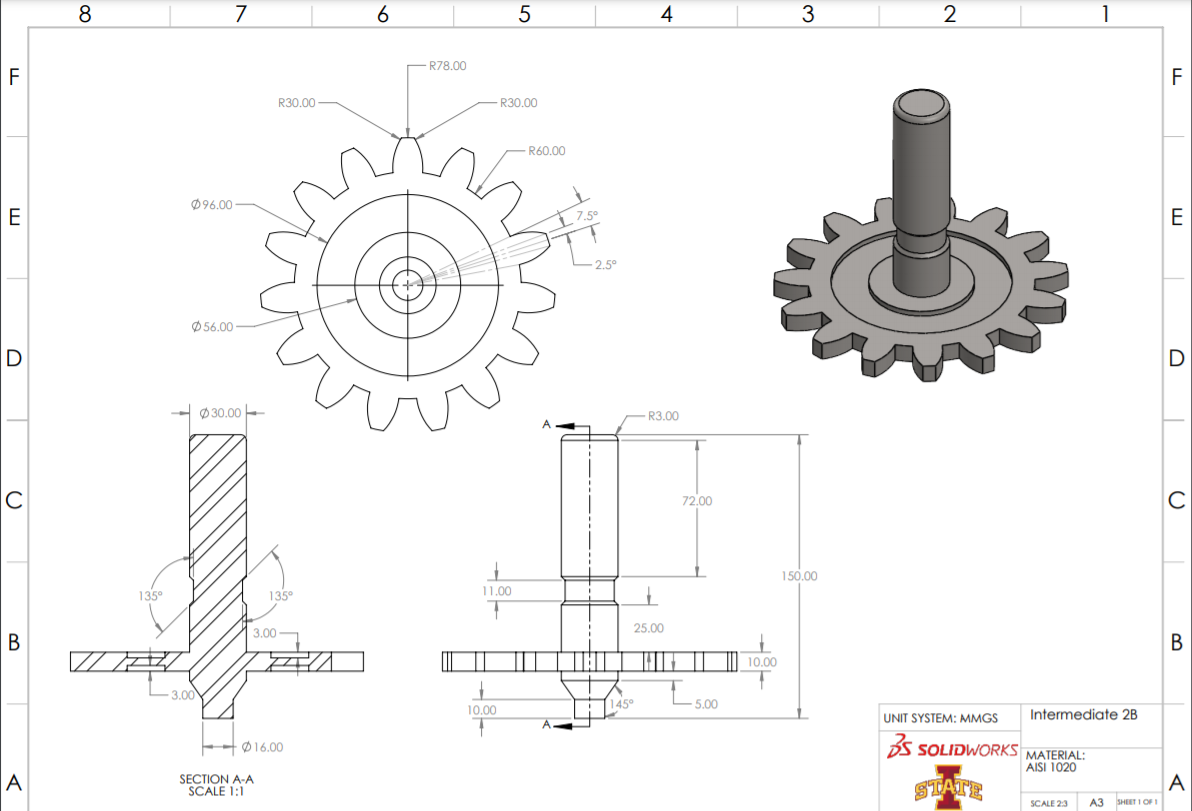 8 7 6 5 4 3 2 1
F F
E E
D D
C C
B B
A A
R78.00
R30.00
R30.00
R60.00
Ø96.00
7.5°
2.5°
Ø56.00
Ø30.00
135°
135°
3.00
3.00
Ø16.00
SECTION A-A
SCALE 1:1
A
R3.00
72.00
150.00
11.00
25.00
10.00
10.00
5.00
145°
A
UNIT SYSTEM: MMGS
Intermediate 2B
3S SOLIDWORKS
MATERIAL:
AISI 1020
I
STATE
SCALE 2:3
A3
SHEET 1 OF 1